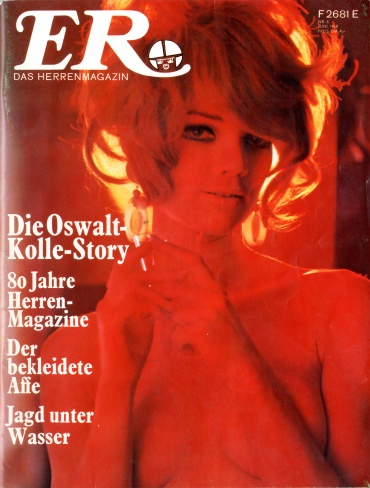 ER
F 2681 E
DAS HERRENMAGAZIN
Die Oswalt-
Kolle-Story
80 Jahre
Herren-
Magazine
Der
bekleidete
Affe
Jagd unter
Wasser